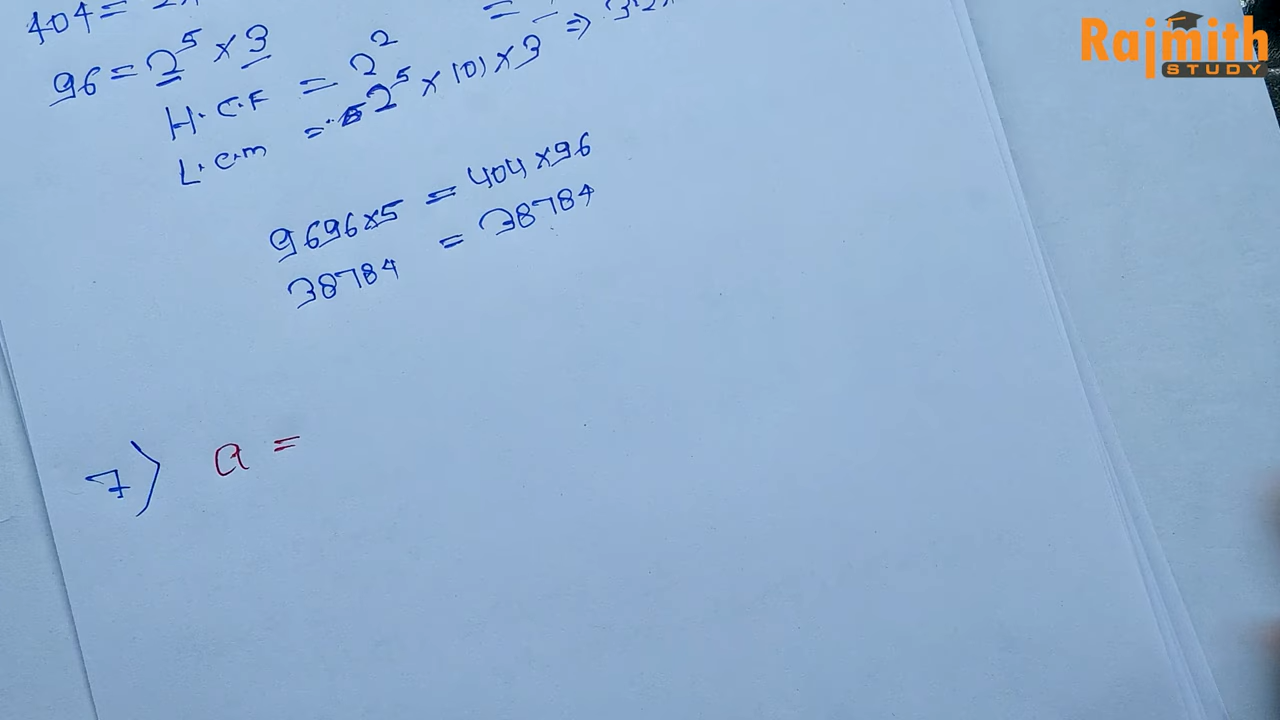 404 =
96 = 2⁵ × 3
H.C.F = 2²
L.C.M = 2⁵ × 101 × 3 ⇒
9696×5 = 404×96
38784 = 38784
7) a =
Rajmith
STUDY